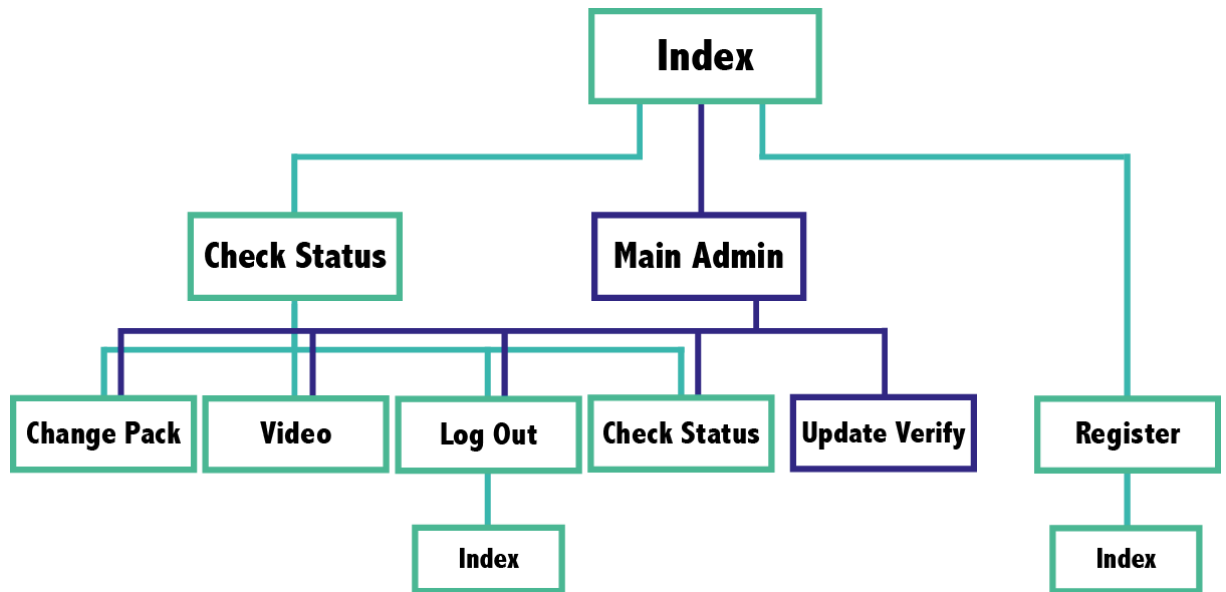 Index
Check Status
Main Admin
Change Pack
Video
Log Out
Check Status
Update Verify
Register
Index
Index